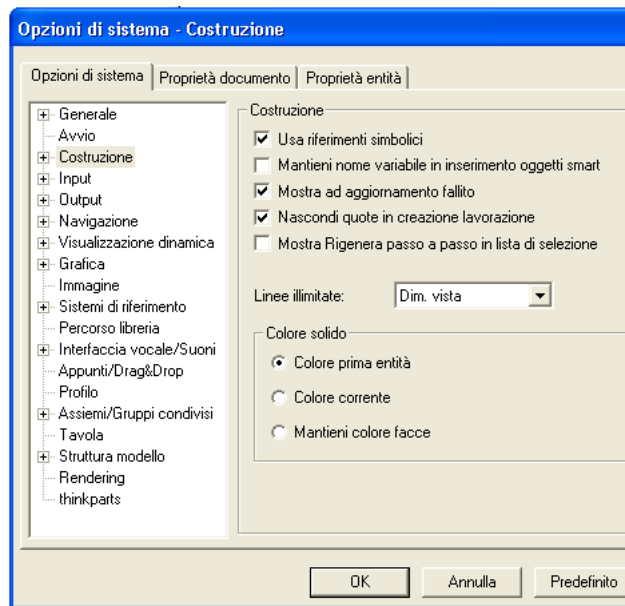 Opzioni di sistema - Costruzione
Opzioni di sistema
Proprietà documento
Proprietà entità
Generale
Avvio
Costruzione
Input
Output
Navigazione
Visualizzazione dinamica
Grafica
Immagine
Sistemi di riferimento
Percorso libreria
Interfaccia vocale/Suoni
Appunti/Drag&Drop
Profilo
Assiemi/Gruppi condivisi
Tavola
Struttura modello
Rendering
thinkparts
Costruzione
Usa riferimenti simbolici
Mantieni nome variabile in inserimento oggetti smart
Mostra ad aggiornamento fallito
Nascondi quote in creazione lavorazione
Mostra Rigenera passo a passo in lista di selezione
Linee illimitate: Dim. vista
Colore solido
Colore prima entità
Colore corrente
Mantieni colore facce
OK
Annulla
Predefinito